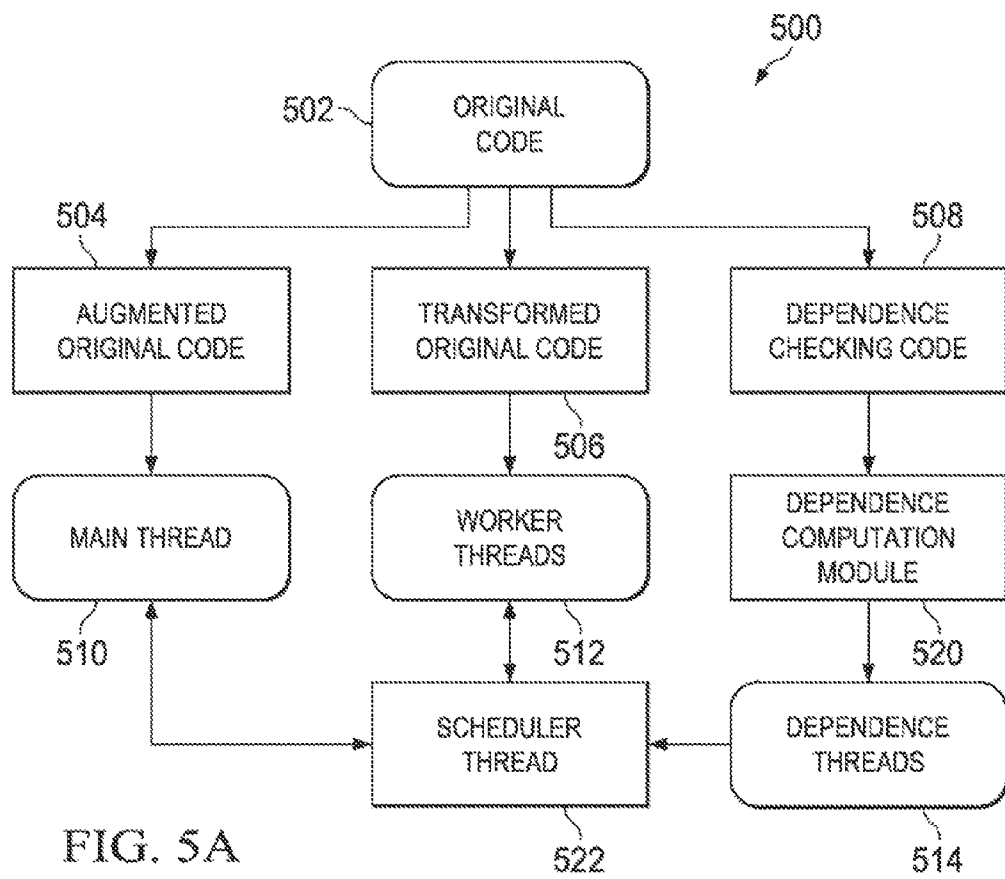 500
502
ORIGINAL
CODE
504
508
AUGMENTED
ORIGINAL CODE
TRANSFORMED
ORIGINAL CODE
DEPENDENCE
CHECKING CODE
506
MAIN THREAD
WORKER
THREADS
DEPENDENCE
COMPUTATION
MODULE
510
512
520
SCHEDULER
THREAD
DEPENDENCE
THREADS
FIG. 5A
522
514